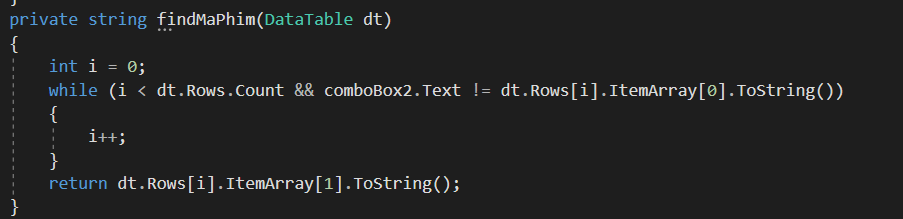 private string findMaPhim(DataTable dt)
{
    int i = 0;
    while (i < dt.Rows.Count && comboBox2.Text != dt.Rows[i].ItemArray[0].ToString())
    {
        i++;
    }
    return dt.Rows[i].ItemArray[1].ToString();
}